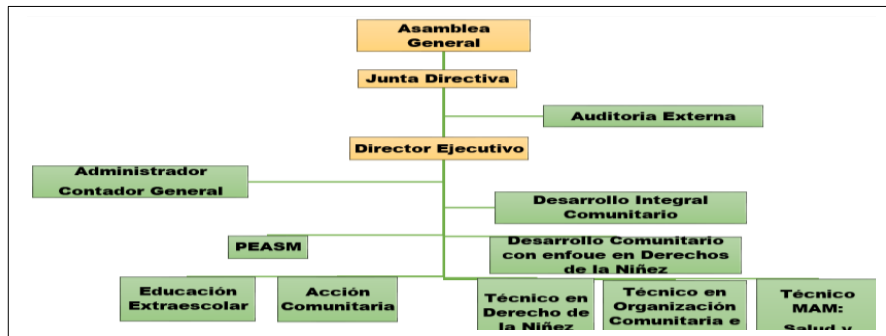 Asamblea
General
Junta Directiva
Auditoria Externa
Director Ejecutivo
Administrador
Contador General
Desarrollo Integral
Comunitario
PEASM
Desarrollo Comunitario
con enfoue en Derechos
de la Niñez
Educación
Extraescolar
Acción
Comunitaria
Técnico en
Derecho de
la Niñez
Técnico en
Organización
Comunitaria e
Técnico
MAM:
Salud y